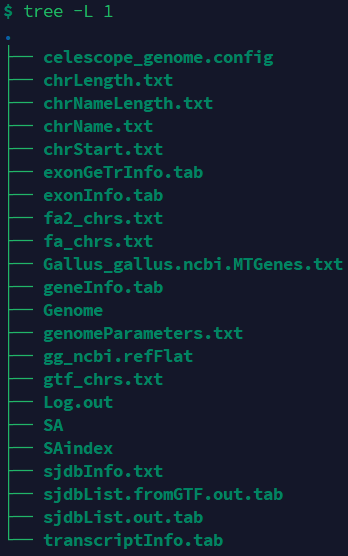 $ tree -L 1
.
├── celescope_genome.config
├── chrLength.txt
├── chrNameLength.txt
├── chrName.txt
├── chrStart.txt
├── exonGeTrInfo.tab
├── exonInfo.tab
├── fa2_chrs.txt
├── fa_chrs.txt
├── Gallus_gallus.ncbi.MTGenes.txt
├── geneInfo.tab
├── Genome
├── genomeParameters.txt
├── gg_ncbi.refFlat
├── gtf_chrs.txt
├── Log.out
├── SA
├── SAindex
├── sjdbInfo.txt
├── sjdbList.fromGTF.out.tab
├── sjdbList.out.tab
└── transcriptInfo.tab